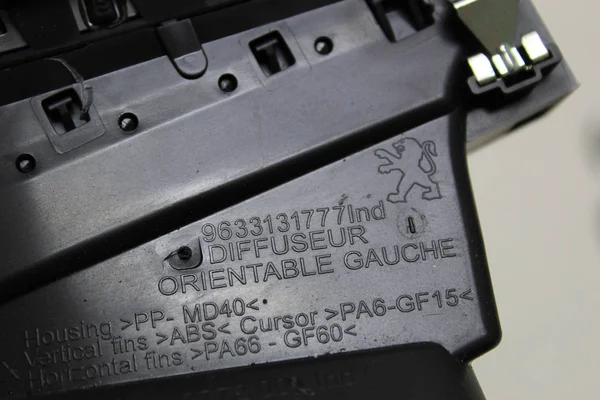 9633131777Ind
DIFFUSEUR
ORIENTABLE GAUCHE
Housing >PP- MD40<
Vertical fins >ABS< Cursor >PA6-GF15<
Horizontal fins >PA66 - GF60<